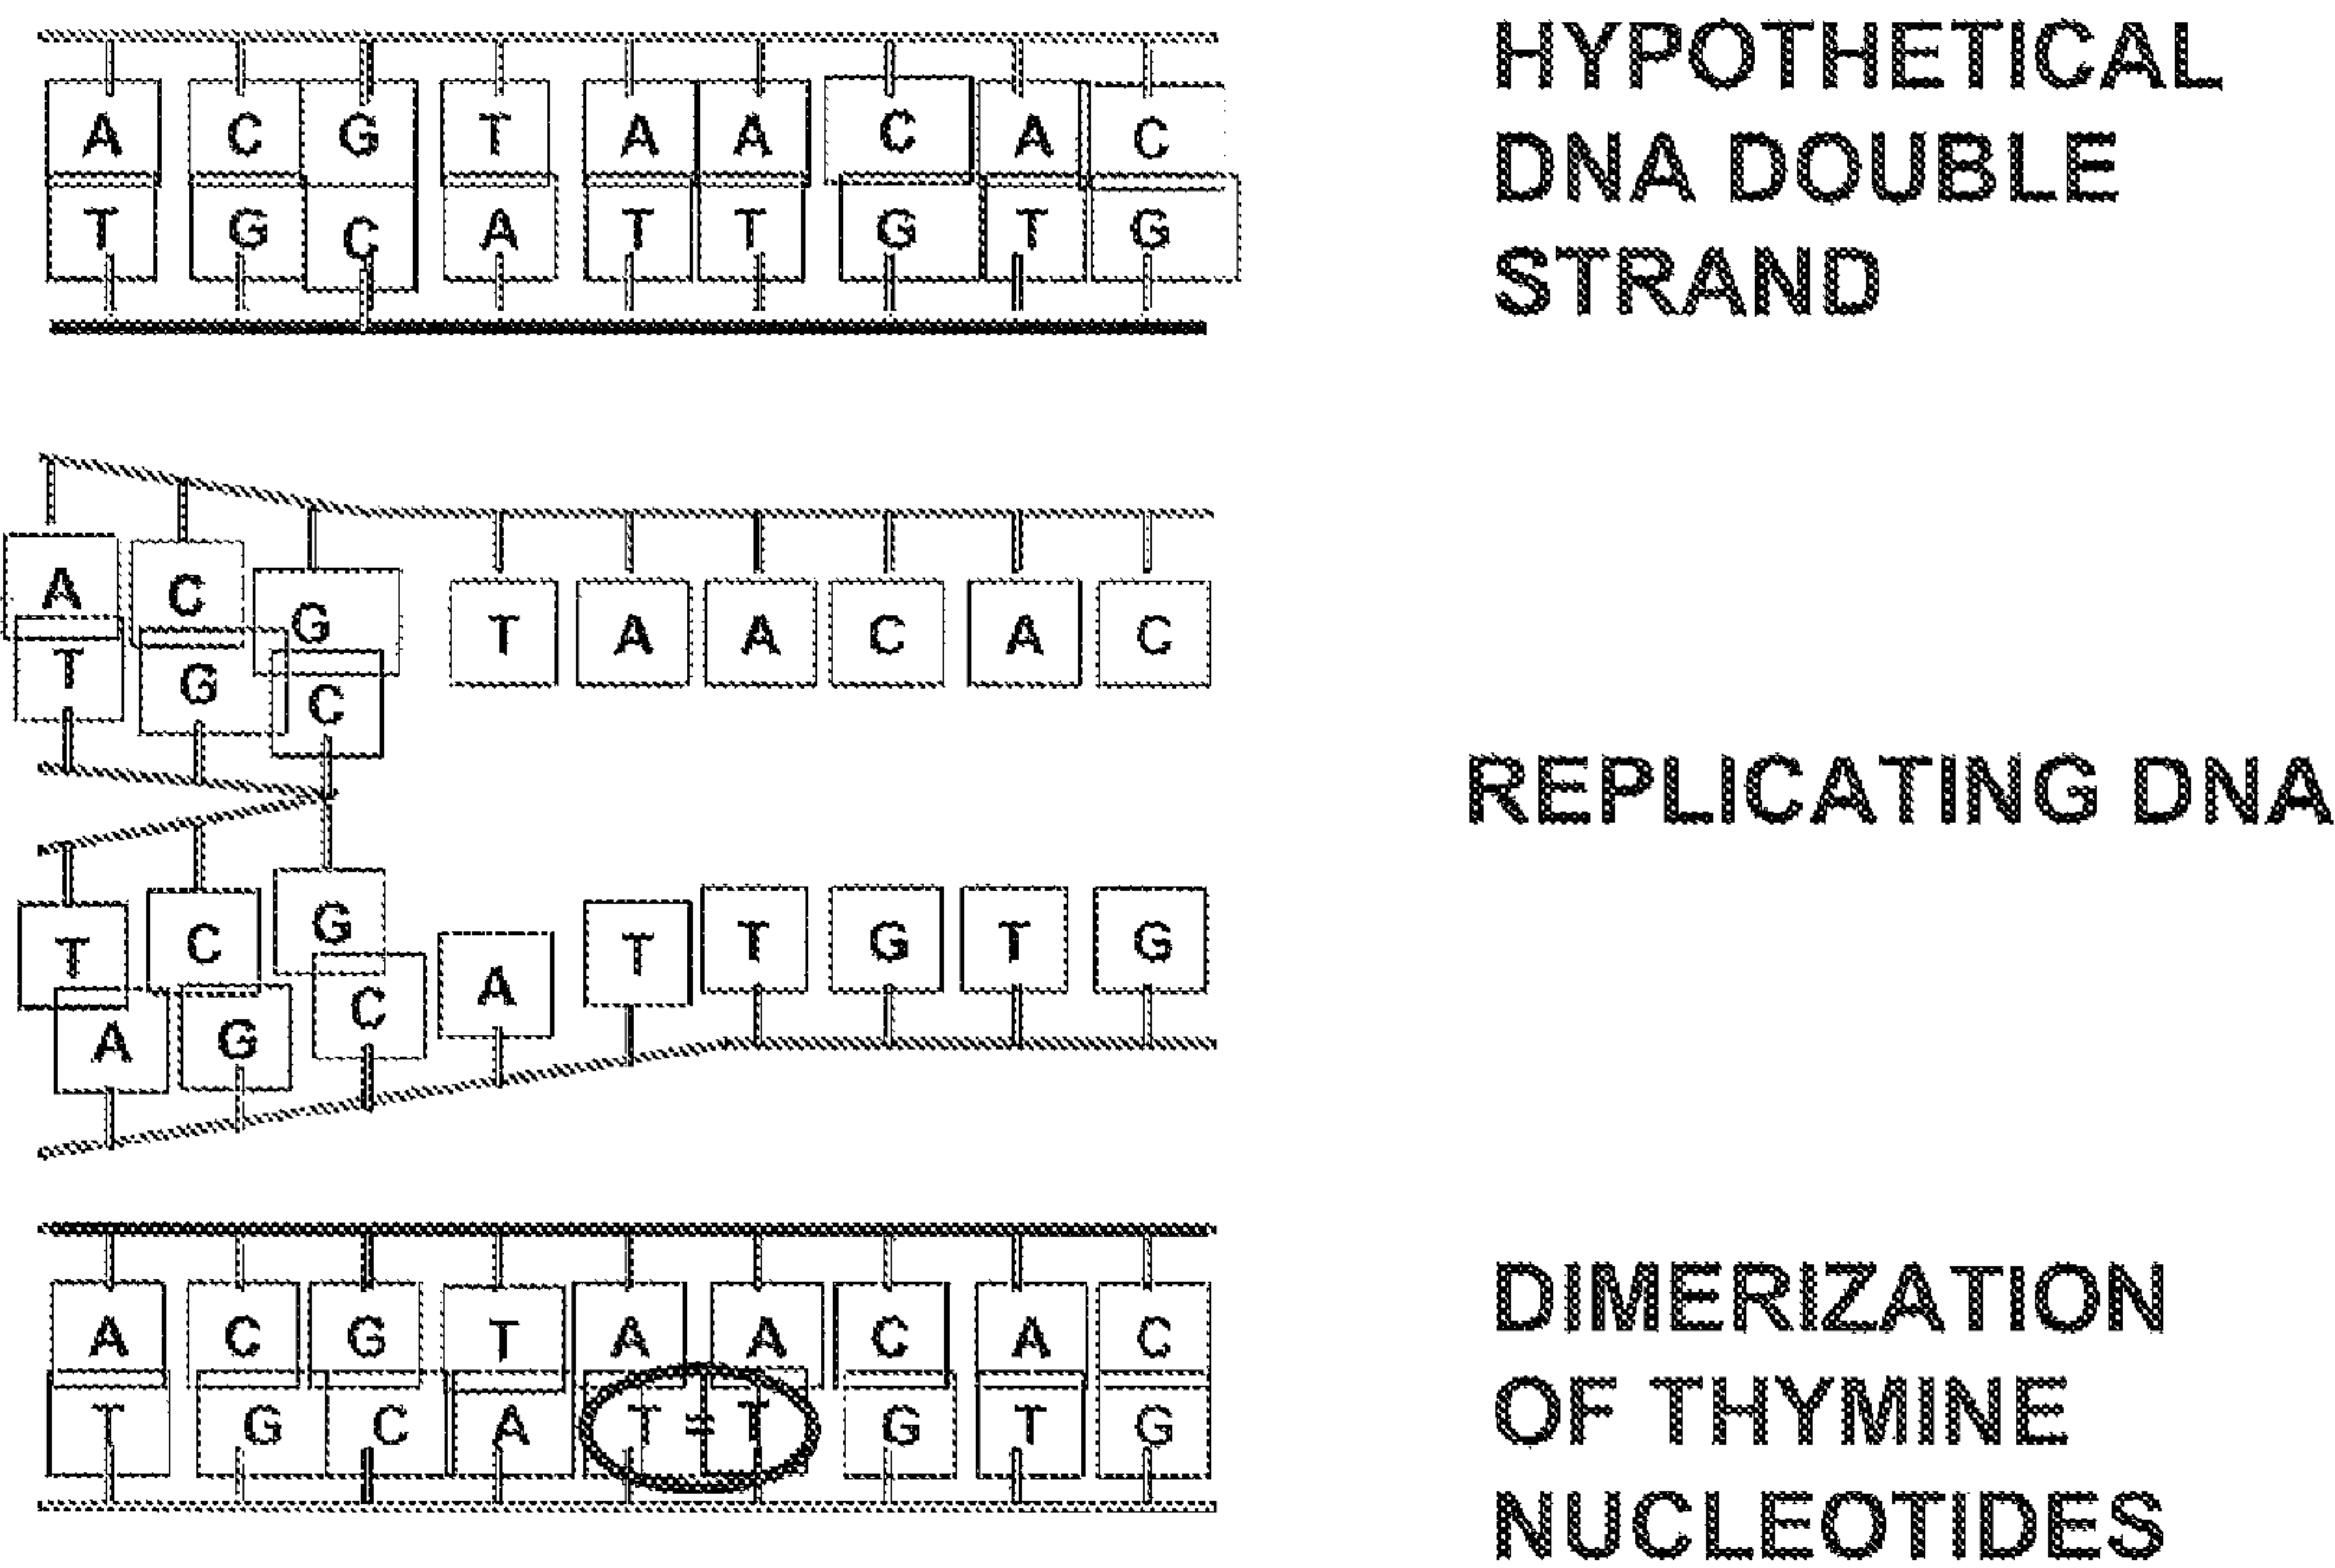 A C G T A A C A C
T G C A T T G T G
HYPOTHETICAL
DNA DOUBLE
STRAND
A C G T A A C A C
T G C
REPLICATING DNA
T C G
A G C A T T G T G
A C G T A A C A C
T G C A T = T G T G
DIMERIZATION
OF THYMINE
NUCLEOTIDES